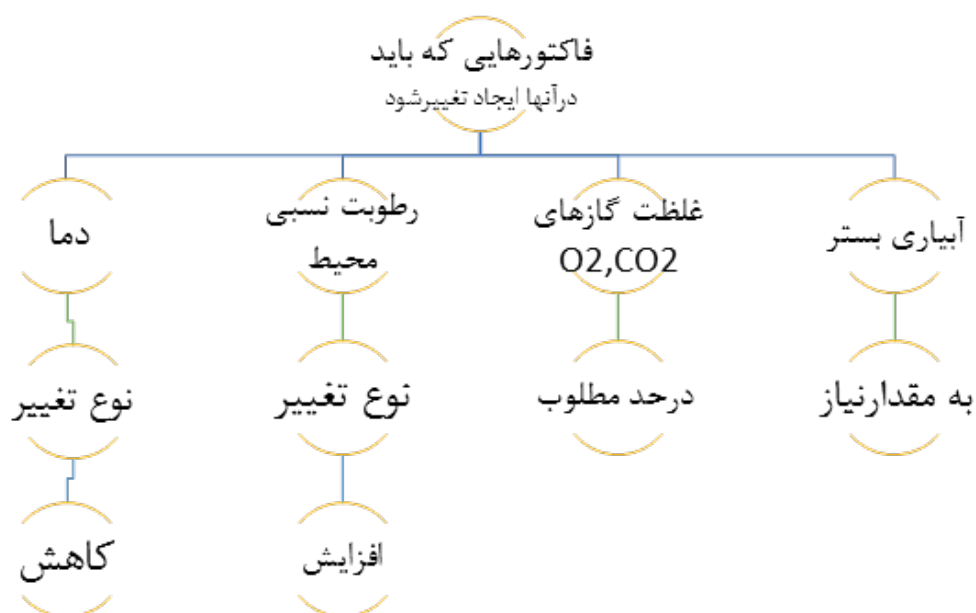 فاکتورهایی که باید
درآنها ایجاد تغییرشود
آبیاری بستر
غلظت گازهای
O2,CO2
رطوبت نسبی
محیط
دما
به مقدارنیاز
درحد مطلوب
نوع تغییر
نوع تغییر
افزایش
کاهش